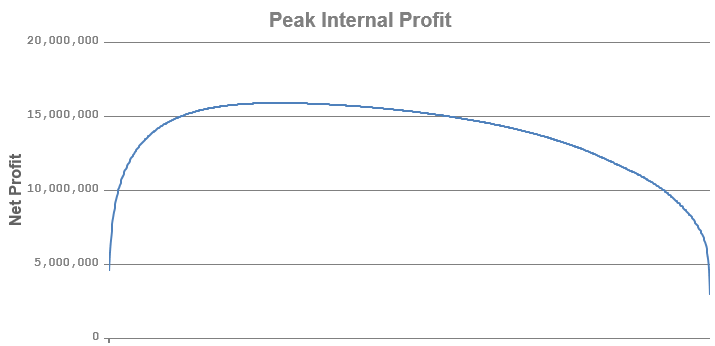 Peak Internal Profit
20,000,000
15,000,000
10,000,000
5,000,000
0
Net Profit